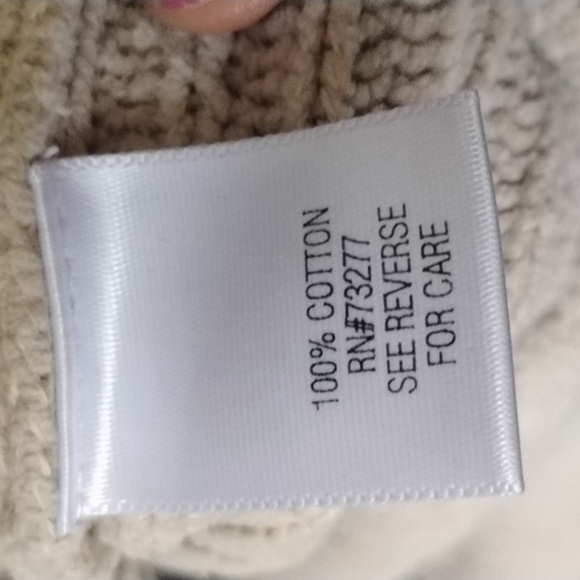 100% COTTON
RN#73277
SEE REVERSE
FOR CARE